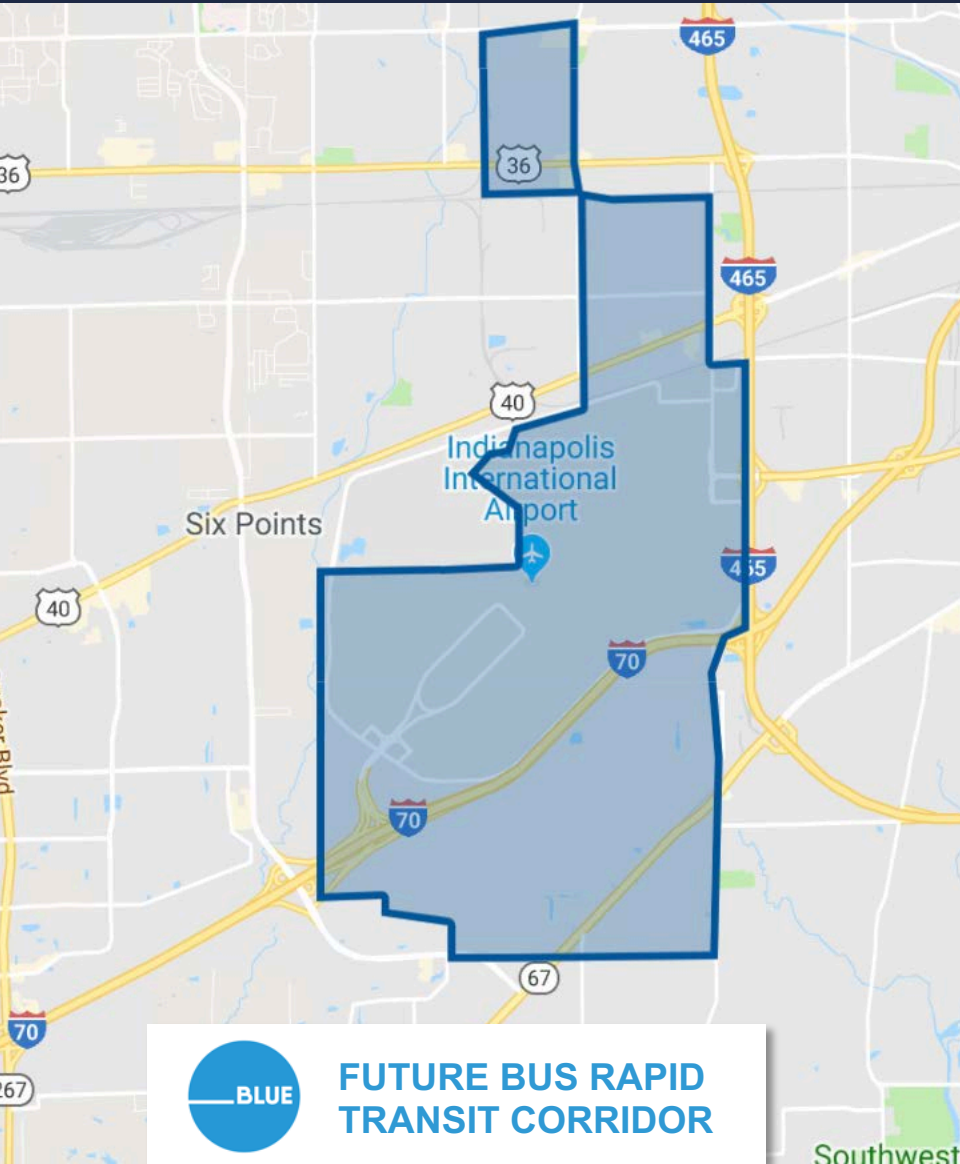 465
36
36
465
40
Indianapolis
International
Airport
Six Points
465
40
70
70
67
70
267
BLUE
FUTURE BUS RAPID
TRANSIT CORRIDOR
Southwest